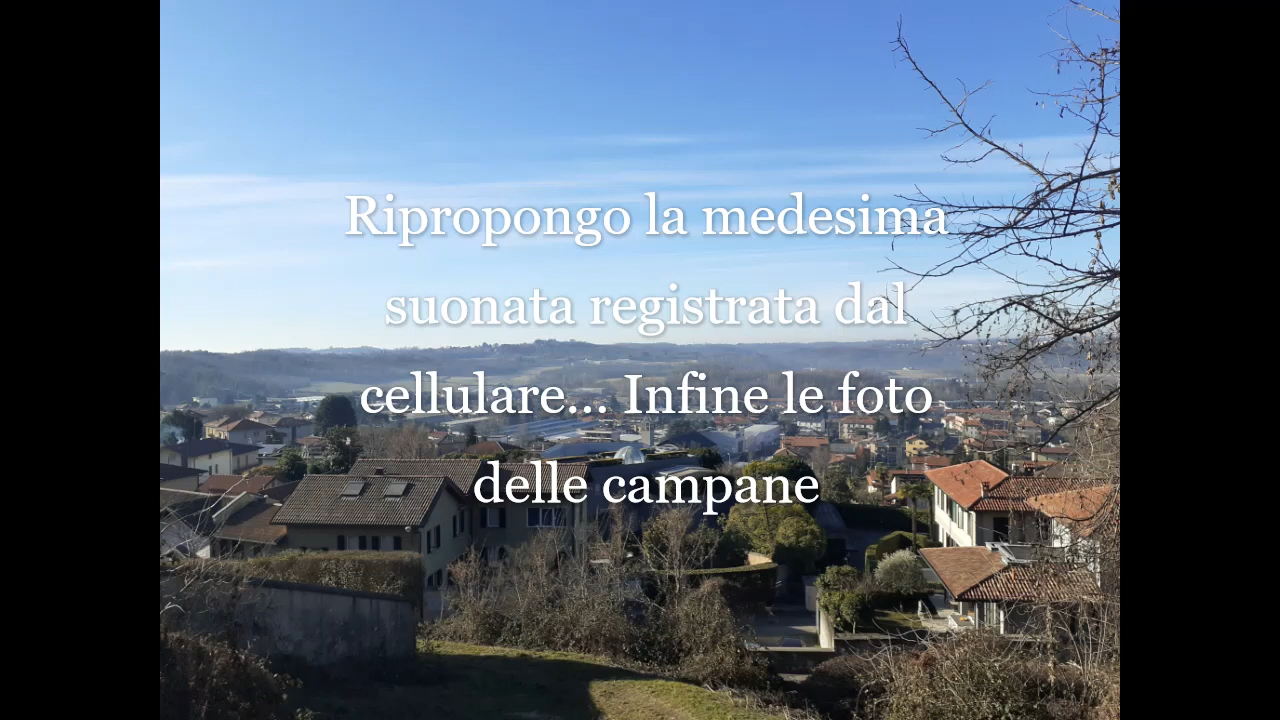 Ripropongo la medesima
suonata registrata dal
cellulare... Infine le foto
delle campane